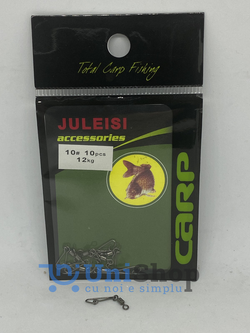 Total Carp Fishing
JULEISI
accessories
10# 10pcs
12kg
CARP
UniShop
cu noi e simplu